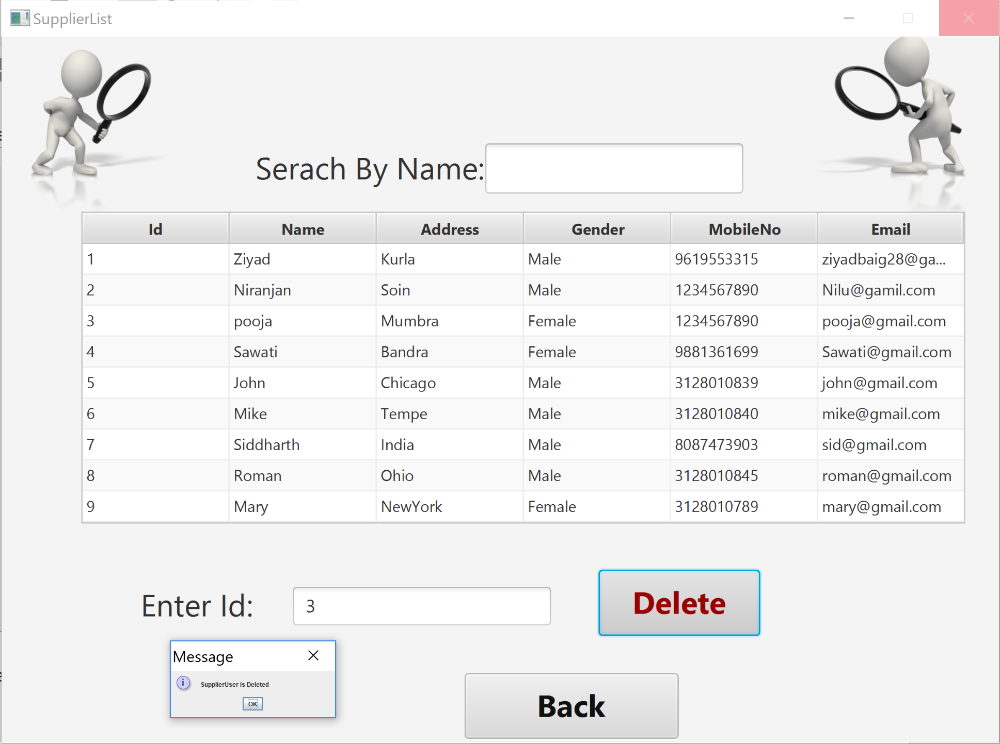 SupplierList
Serach By Name:
Id Name Address Gender MobileNo Email
1 Ziyad Kurla Male 9619553315 ziyadbaig28@ga...
2 Niranjan Soin Male 1234567890 Nilu@gamil.com
3 pooja Mumbra Female 1234567890 pooja@gmail.com
4 Sawati Bandra Female 9881361699 Sawati@gmail.com
5 John Chicago Male 3128010839 john@gmail.com
6 Mike Tempe Male 3128010840 mike@gmail.com
7 Siddharth India Male 8087473903 sid@gmail.com
8 Roman Ohio Male 3128010845 roman@gmail.com
9 Mary NewYork Female 3128010789 mary@gmail.com
Enter Id: 3 Delete
Message
SupplierUser is Deleted
OK
Back